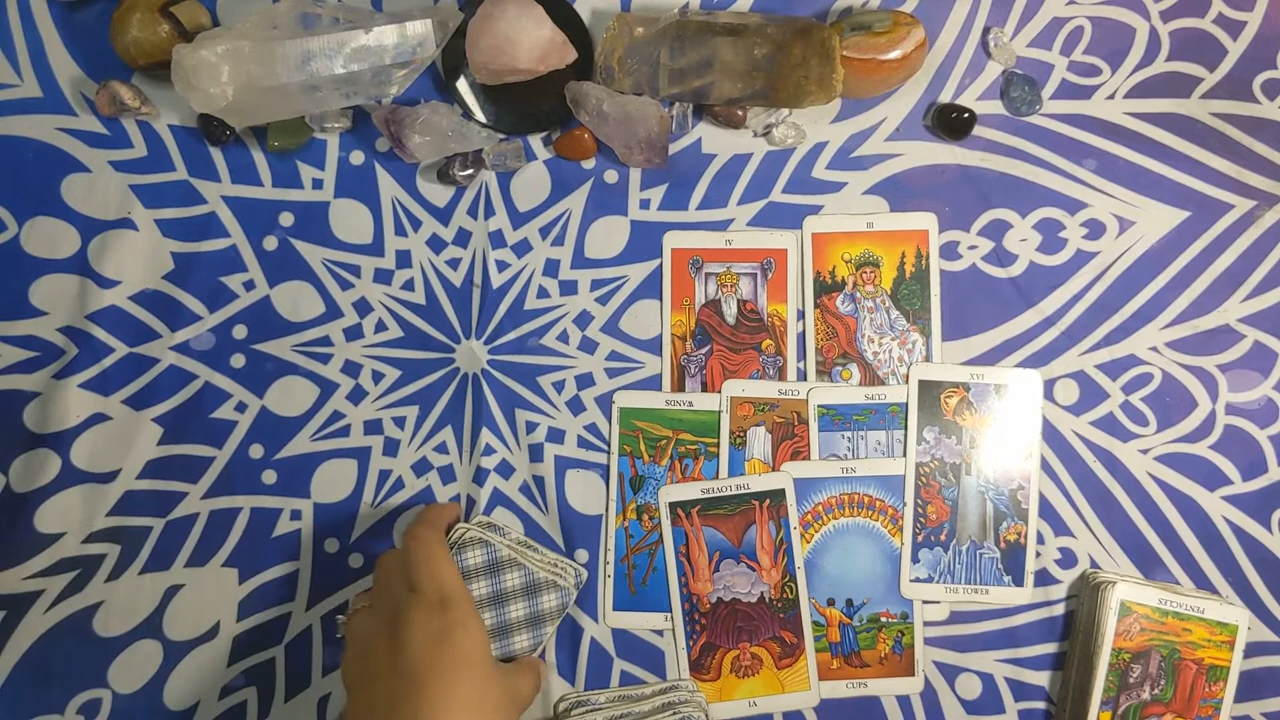 IV
III
XVI
WANDS
CUPS
CUPS
TEN
THE LOVERS
THE TOWER
PENTACLES
CUPS
VI